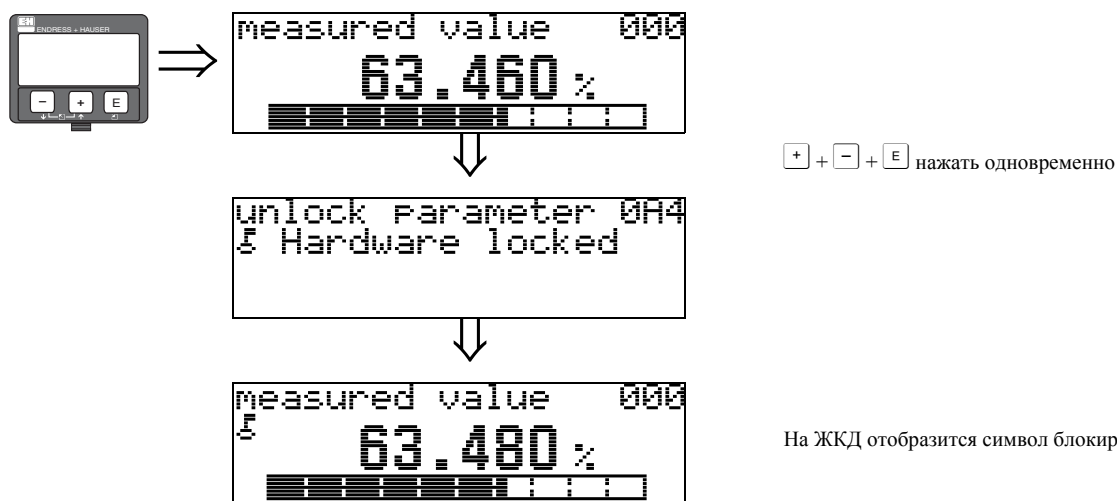 E+H
ENDRESS + HAUSER
- + E
measured value 000
63.460 %
+ + - + E нажать одновременно
unlock parameter 0A4
Hardware locked
measured value 000
63.480 %
На ЖКД отобразится символ блокир